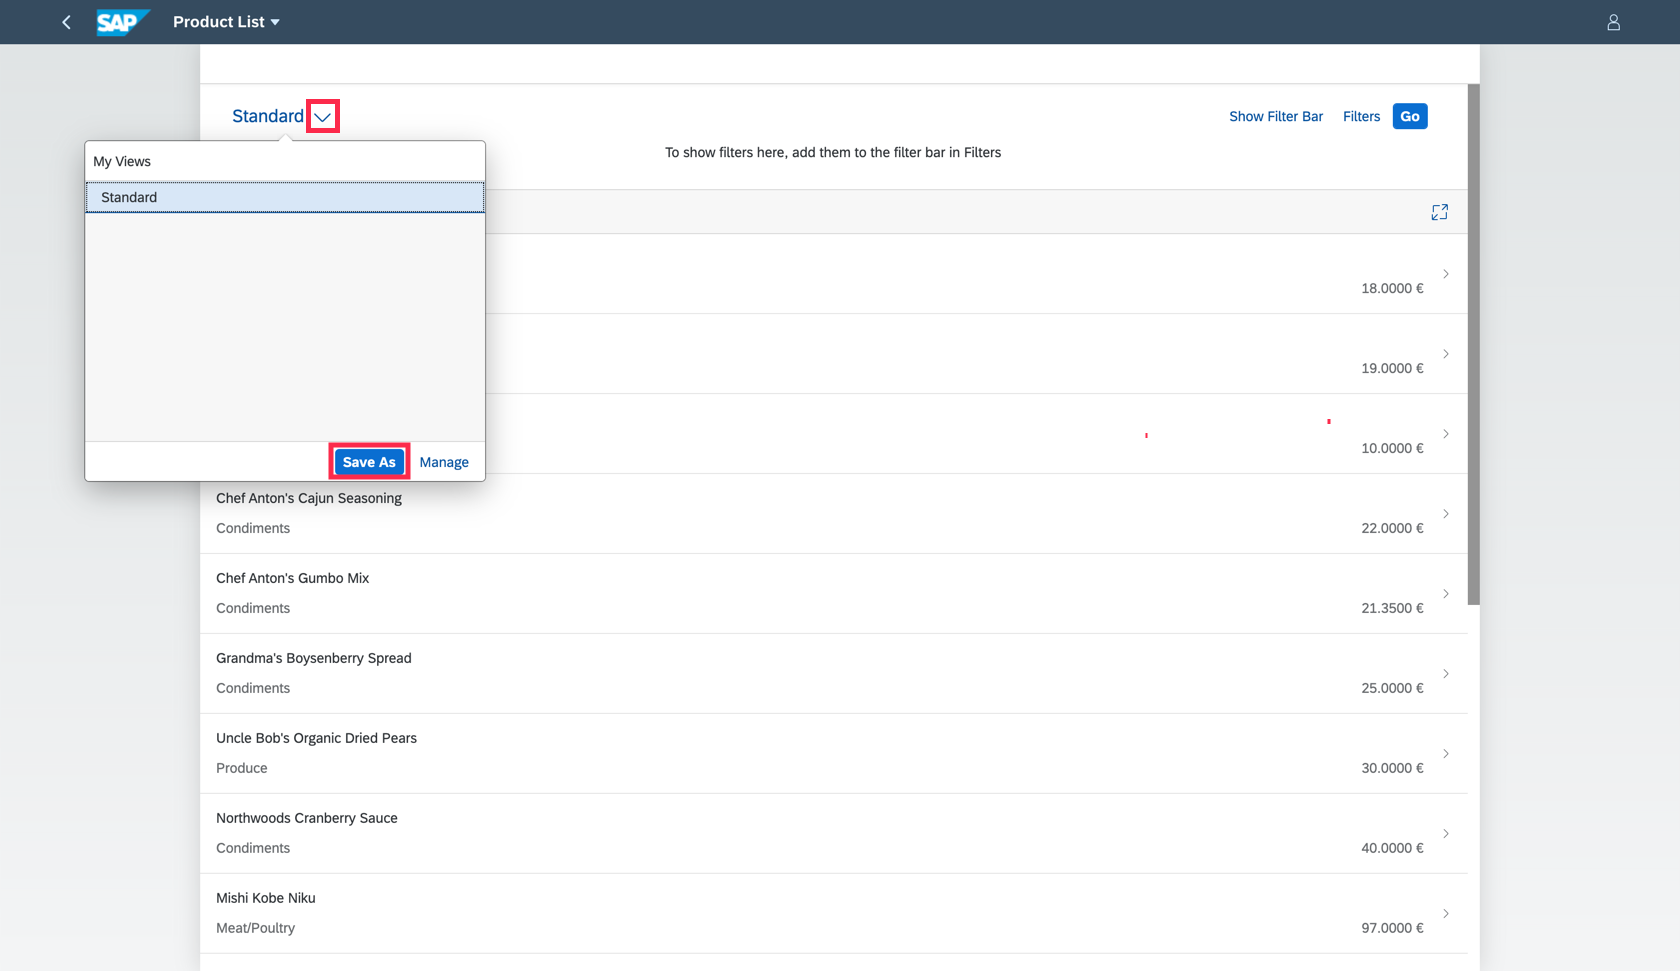 SAP
Product List
Standard
Show Filter Bar
Filters
Go
To show filters here, add them to the filter bar in Filters
My Views
Standard
Save As
Manage
18.0000 €
19.0000 €
10.0000 €
Chef Anton's Cajun Seasoning
Condiments
22.0000 €
Chef Anton's Gumbo Mix
Condiments
21.3500 €
Grandma's Boysenberry Spread
Condiments
25.0000 €
Uncle Bob's Organic Dried Pears
Produce
30.0000 €
Northwoods Cranberry Sauce
Condiments
40.0000 €
Mishi Kobe Niku
Meat/Poultry
97.0000 €